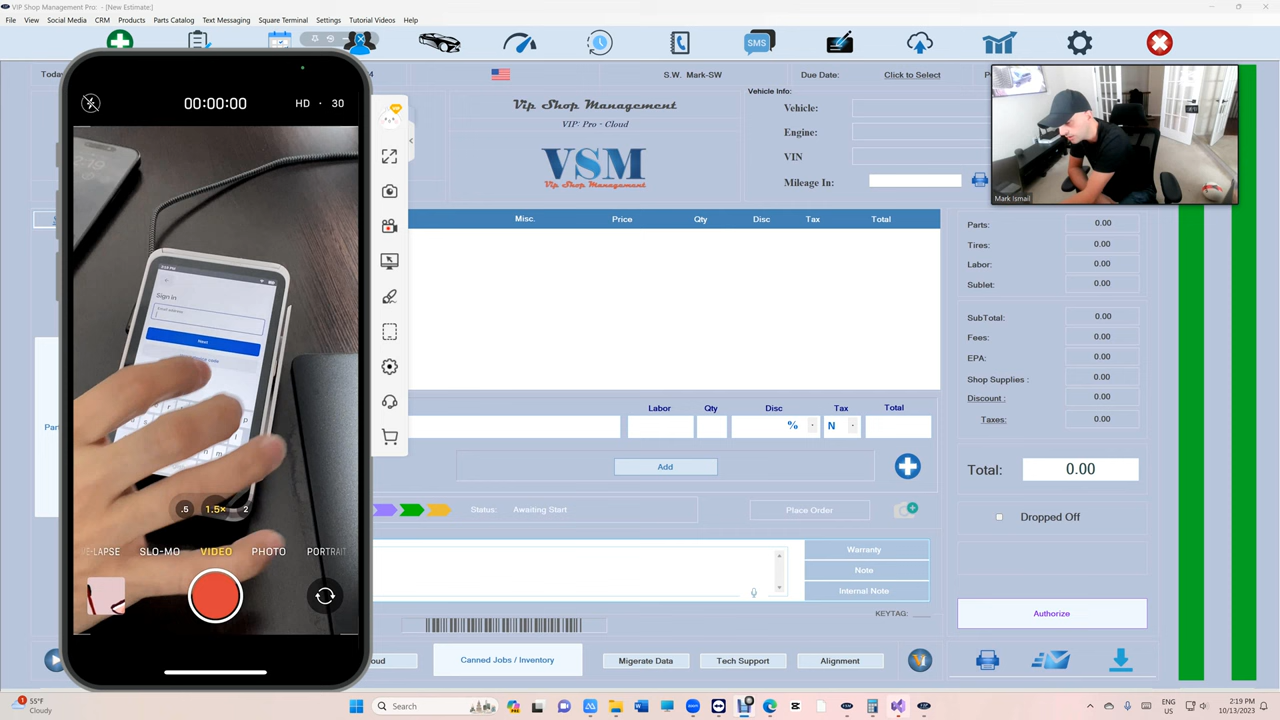 VIP Shop Management Pro: - [New Estimate:]
File View Social Media CRM Products Parts Catalog Text Messaging Square Terminal Settings Tutorial Videos Help
SMS
S.W. Mark-SW
Due Date:
Click to Select
Vip Shop Management
VIP: Pro - Cloud
VSM
Vip Shop Management
Vehicle Info:
Vehicle:
Engine:
VIN
Mileage In:
Mark Ismail
00:00:00
HD · 30
2:19
Sign in
Email address
Next
.5
1.5×
2
SLO-MO
VIDEO
PHOTO
PORTRAIT
Misc. Price Qty Disc Tax Total
Parts: 0.00
Tires: 0.00
Labor: 0.00
Sublet: 0.00
SubTotal: 0.00
Fees: 0.00
EPA: 0.00
Shop Supplies : 0.00
Discount : 0.00
Taxes: 0.00
Total: 0.00
Dropped Off
Authorize
Labor Qty Disc Tax Total
% N
Add
Status: Awaiting Start
Place Order
Warranty
Note
Internal Note
KEYTAG:
Canned Jobs / Inventory
Migerate Data
Tech Support
Alignment
55°F
Cloudy
Search
ENG
US
2:19 PM
10/13/2023